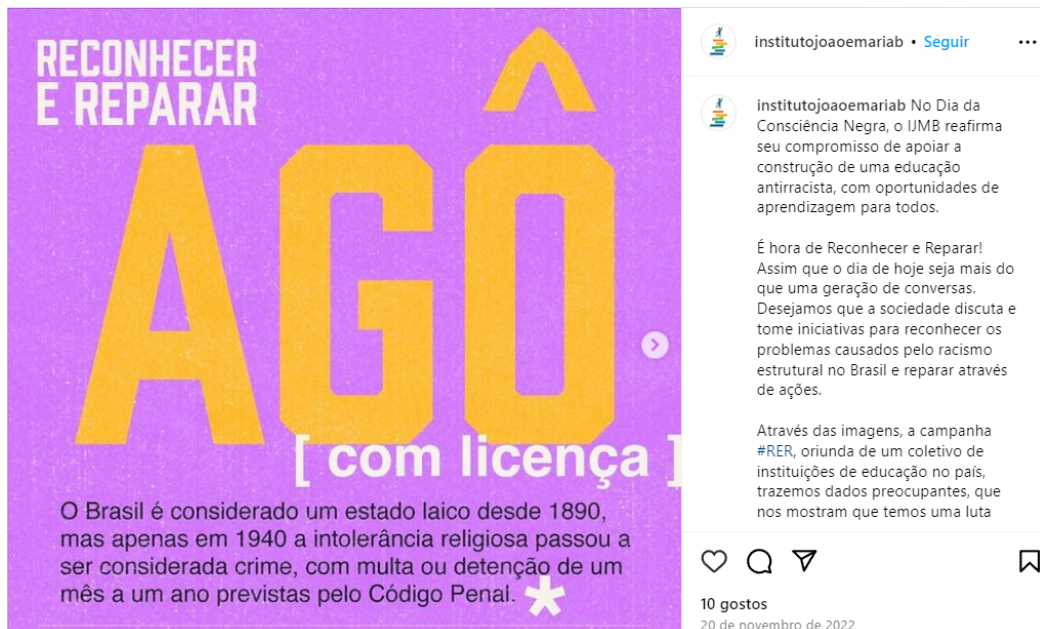 RECONHECER
E REPARAR
AGÔ
[ com licença ]
O Brasil é considerado um estado laico desde 1890,
mas apenas em 1940 a intolerância religiosa passou a
ser considerada crime, com multa ou detenção de um
mês a um ano previstas pelo Código Penal. *
institutojoaoemariab • Seguir
institutojoaoemariab No Dia da
Consciência Negra, o IJMB reafirma
seu compromisso de apoiar a
construção de uma educação
antirracista, com oportunidades de
aprendizagem para todos.
É hora de Reconhecer e Reparar!
Assim que o dia de hoje seja mais do
que uma geração de conversas.
Desejamos que a sociedade discuta e
tome iniciativas para reconhecer os
problemas causados pelo racismo
estrutural no Brasil e reparar através
de ações.
Através das imagens, a campanha
#RER, oriunda de um coletivo de
instituições de educação no país,
trazemos dados preocupantes, que
nos mostram que temos uma luta
10 gostos
20 de novembro de 2022